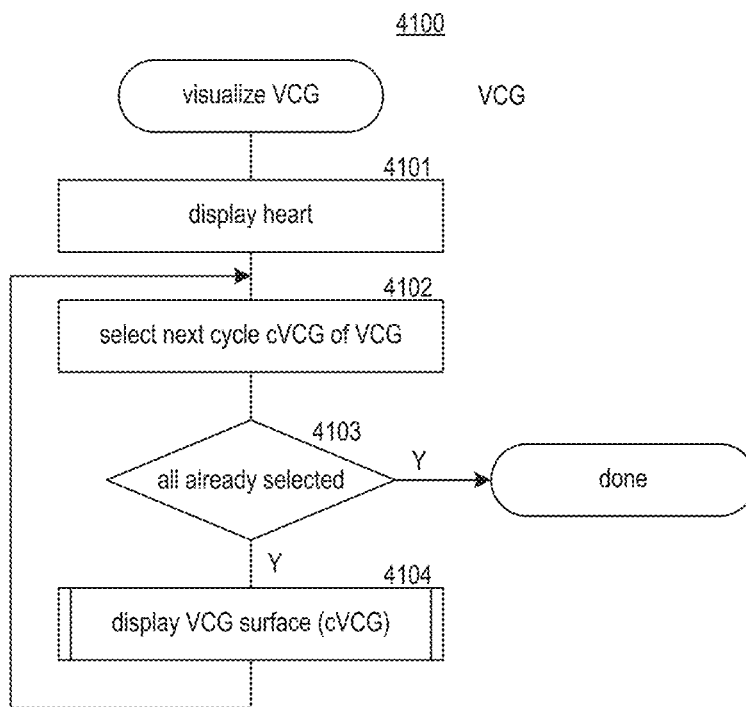 4100
visualize VCG
VCG
4101
display heart
4102
select next cycle cVCG of VCG
4103
all already selected
Y
done
Y
4104
display VCG surface (cVCG)